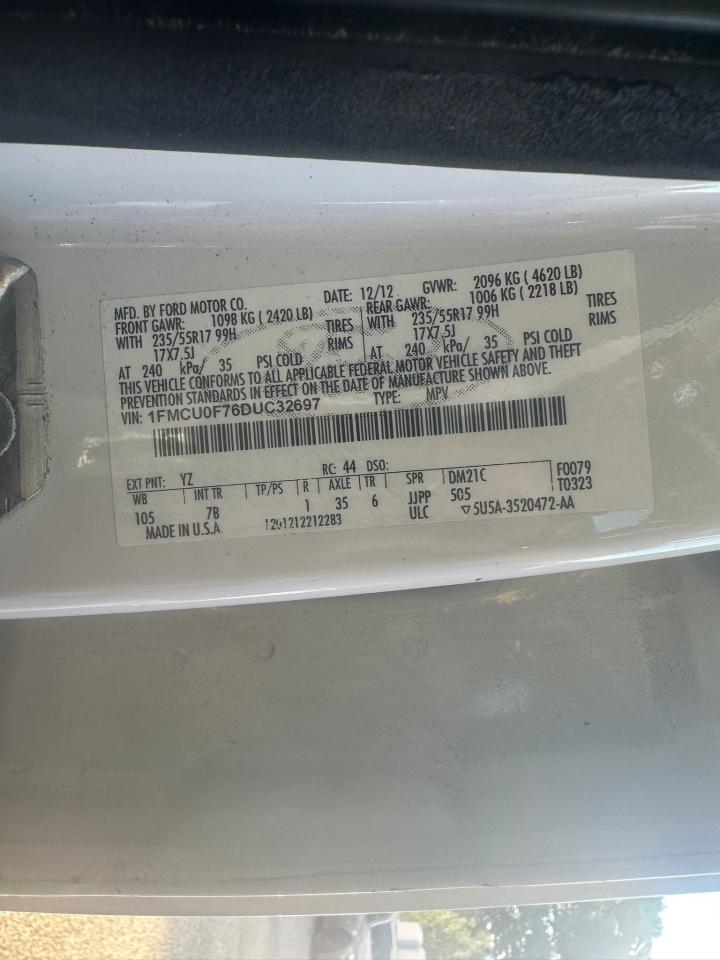 MFD. BY FORD MOTOR CO. DATE: 12/12 GVWR: 2096 KG ( 4620 LB)
FRONT GAWR: 1098 KG ( 2420 LB) REAR GAWR: 1006 KG ( 2218 LB)
WITH 235/55R17 99H TIRES WITH 235/55R17 99H TIRES
17X7.5J RIMS 17X7.5J RIMS
AT 240 kPa/ 35 PSI COLD AT 240 kPa/ 35 PSI COLD
THIS VEHICLE CONFORMS TO ALL APPLICABLE FEDERAL MOTOR VEHICLE SAFETY AND THEFT
PREVENTION STANDARDS IN EFFECT ON THE DATE OF MANUFACTURE SHOWN ABOVE.
VIN: 1FMCU0F76DUC32697 TYPE: MPV
EXT PNT: YZ RC: 44 DSO: F0079
WB INT TR TP/PS R AXLE TR SPR DM21C T0323
105 7B 1 35 6 JJPP 505
MADE IN U.S.A. 1201212212283 ULC ▽5U5A-3520472-AA